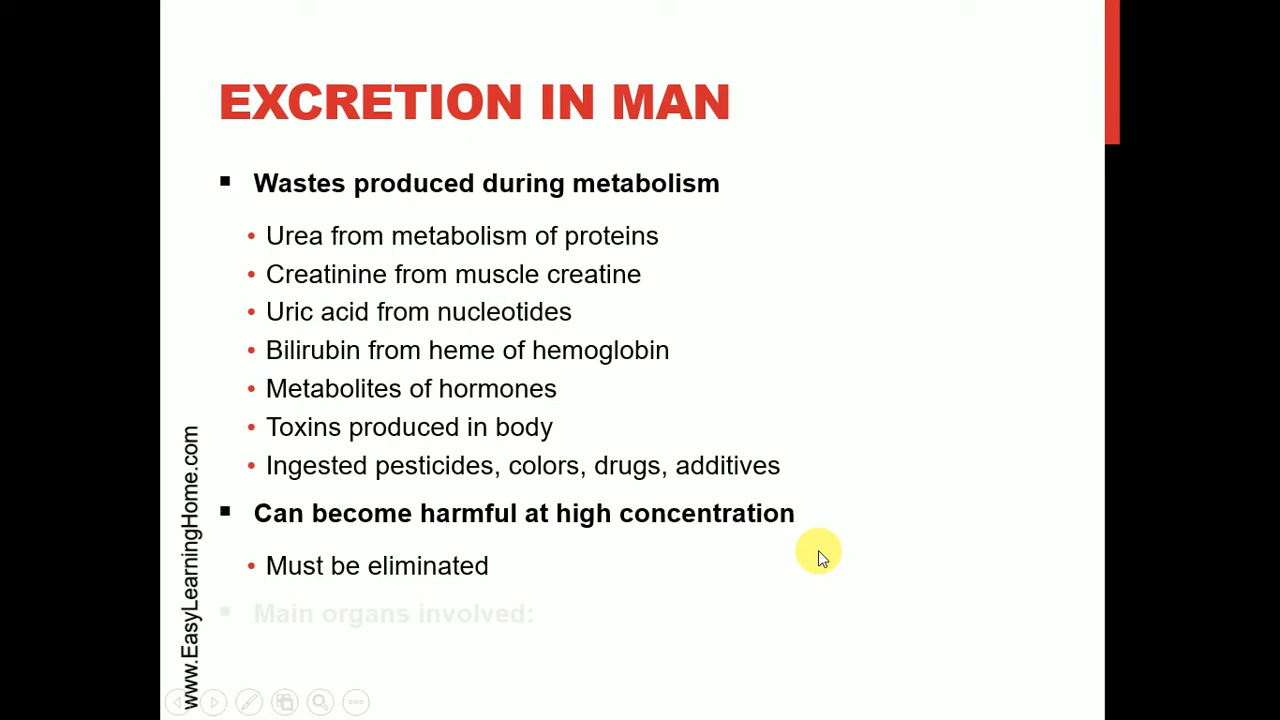 EXCRETION IN MAN
Wastes produced during metabolism
Urea from metabolism of proteins
Creatinine from muscle creatine
Uric acid from nucleotides
Bilirubin from heme of hemoglobin
Metabolites of hormones
Toxins produced in body
Ingested pesticides, colors, drugs, additives
Can become harmful at high concentration
Must be eliminated
Main organs involved:
www.EasyLearningHome.com